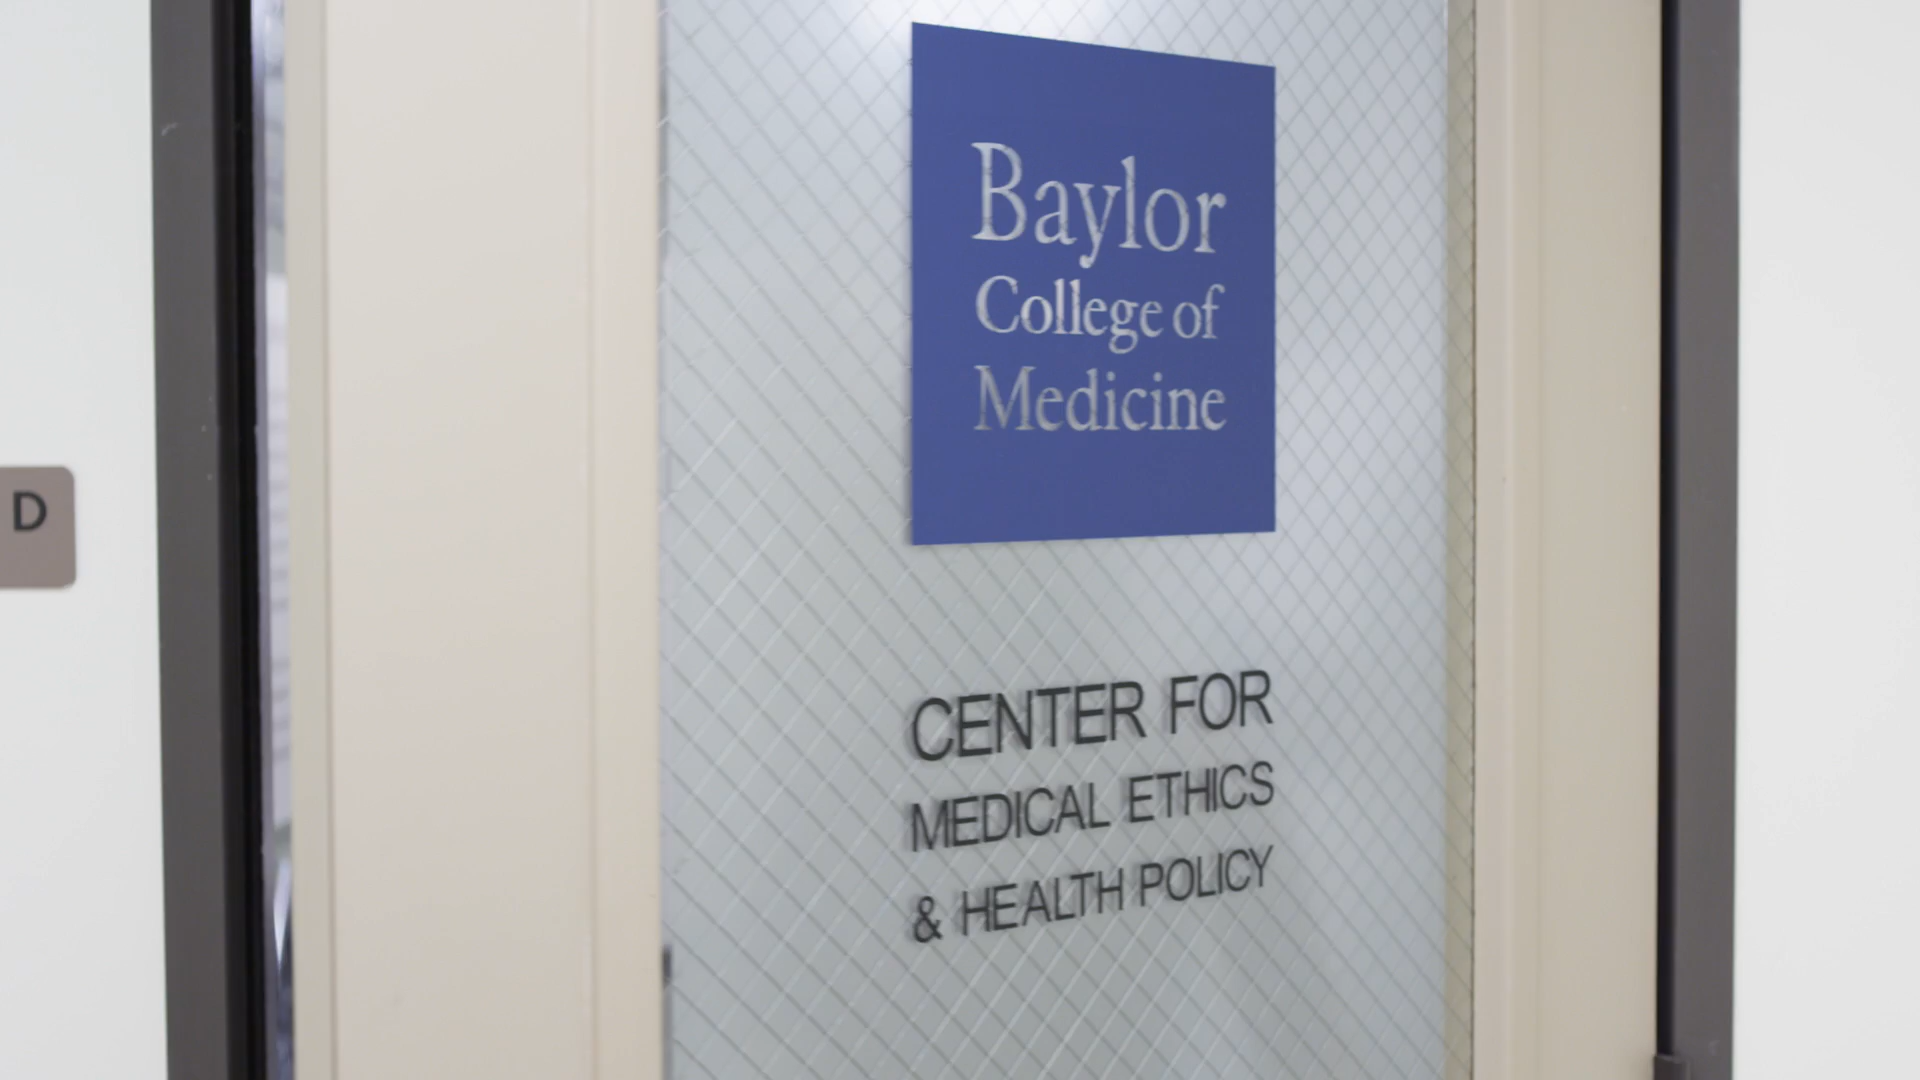 Baylor
College of
Medicine
D
CENTER FOR
MEDICAL ETHICS
& HEALTH POLICY